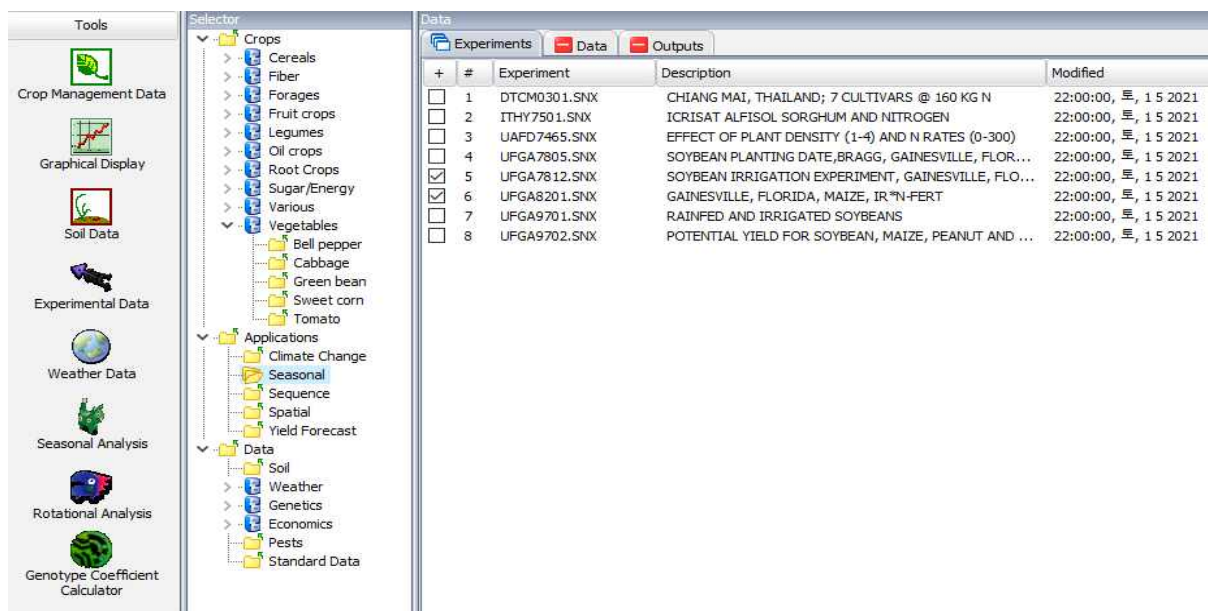 Tools
Crop Management Data
Graphical Display
Soil Data
Experimental Data
Weather Data
Seasonal Analysis
Rotational Analysis
Genotype Coefficient
Calculator
Selector
Crops
Cereals
Fiber
Forages
Fruit crops
Legumes
Oil crops
Root Crops
Sugar/Energy
Various
Vegetables
Bell pepper
Cabbage
Green bean
Sweet corn
Tomato
Applications
Climate Change
Seasonal
Sequence
Spatial
Yield Forecast
Data
Soil
Weather
Genetics
Economics
Pests
Standard Data
Data
Experiments Data Outputs
+ # Experiment Description Modified
1 DTCM0301.SNX CHIANG MAI, THAILAND; 7 CULTIVARS @ 160 KG N 22:00:00, 토, 1 5 2021
2 ITHY7501.SNX ICRISAT ALFISOL SORGHUM AND NITROGEN 22:00:00, 토, 1 5 2021
3 UAFD7465.SNX EFFECT OF PLANT DENSITY (1-4) AND N RATES (0-300) 22:00:00, 토, 1 5 2021
4 UFGA7805.SNX SOYBEAN PLANTING DATE,BRAGG, GAINESVILLE, FLOR... 22:00:00, 토, 1 5 2021
5 UFGA7812.SNX SOYBEAN IRRIGATION EXPERIMENT, GAINESVILLE, FLO... 22:00:00, 토, 1 5 2021
6 UFGA8201.SNX GAINESVILLE, FLORIDA, MAIZE, IR*N-FERT 22:00:00, 토, 1 5 2021
7 UFGA9701.SNX RAINFED AND IRRIGATED SOYBEANS 22:00:00, 토, 1 5 2021
8 UFGA9702.SNX POTENTIAL YIELD FOR SOYBEAN, MAIZE, PEANUT AND ... 22:00:00, 토, 1 5 2021